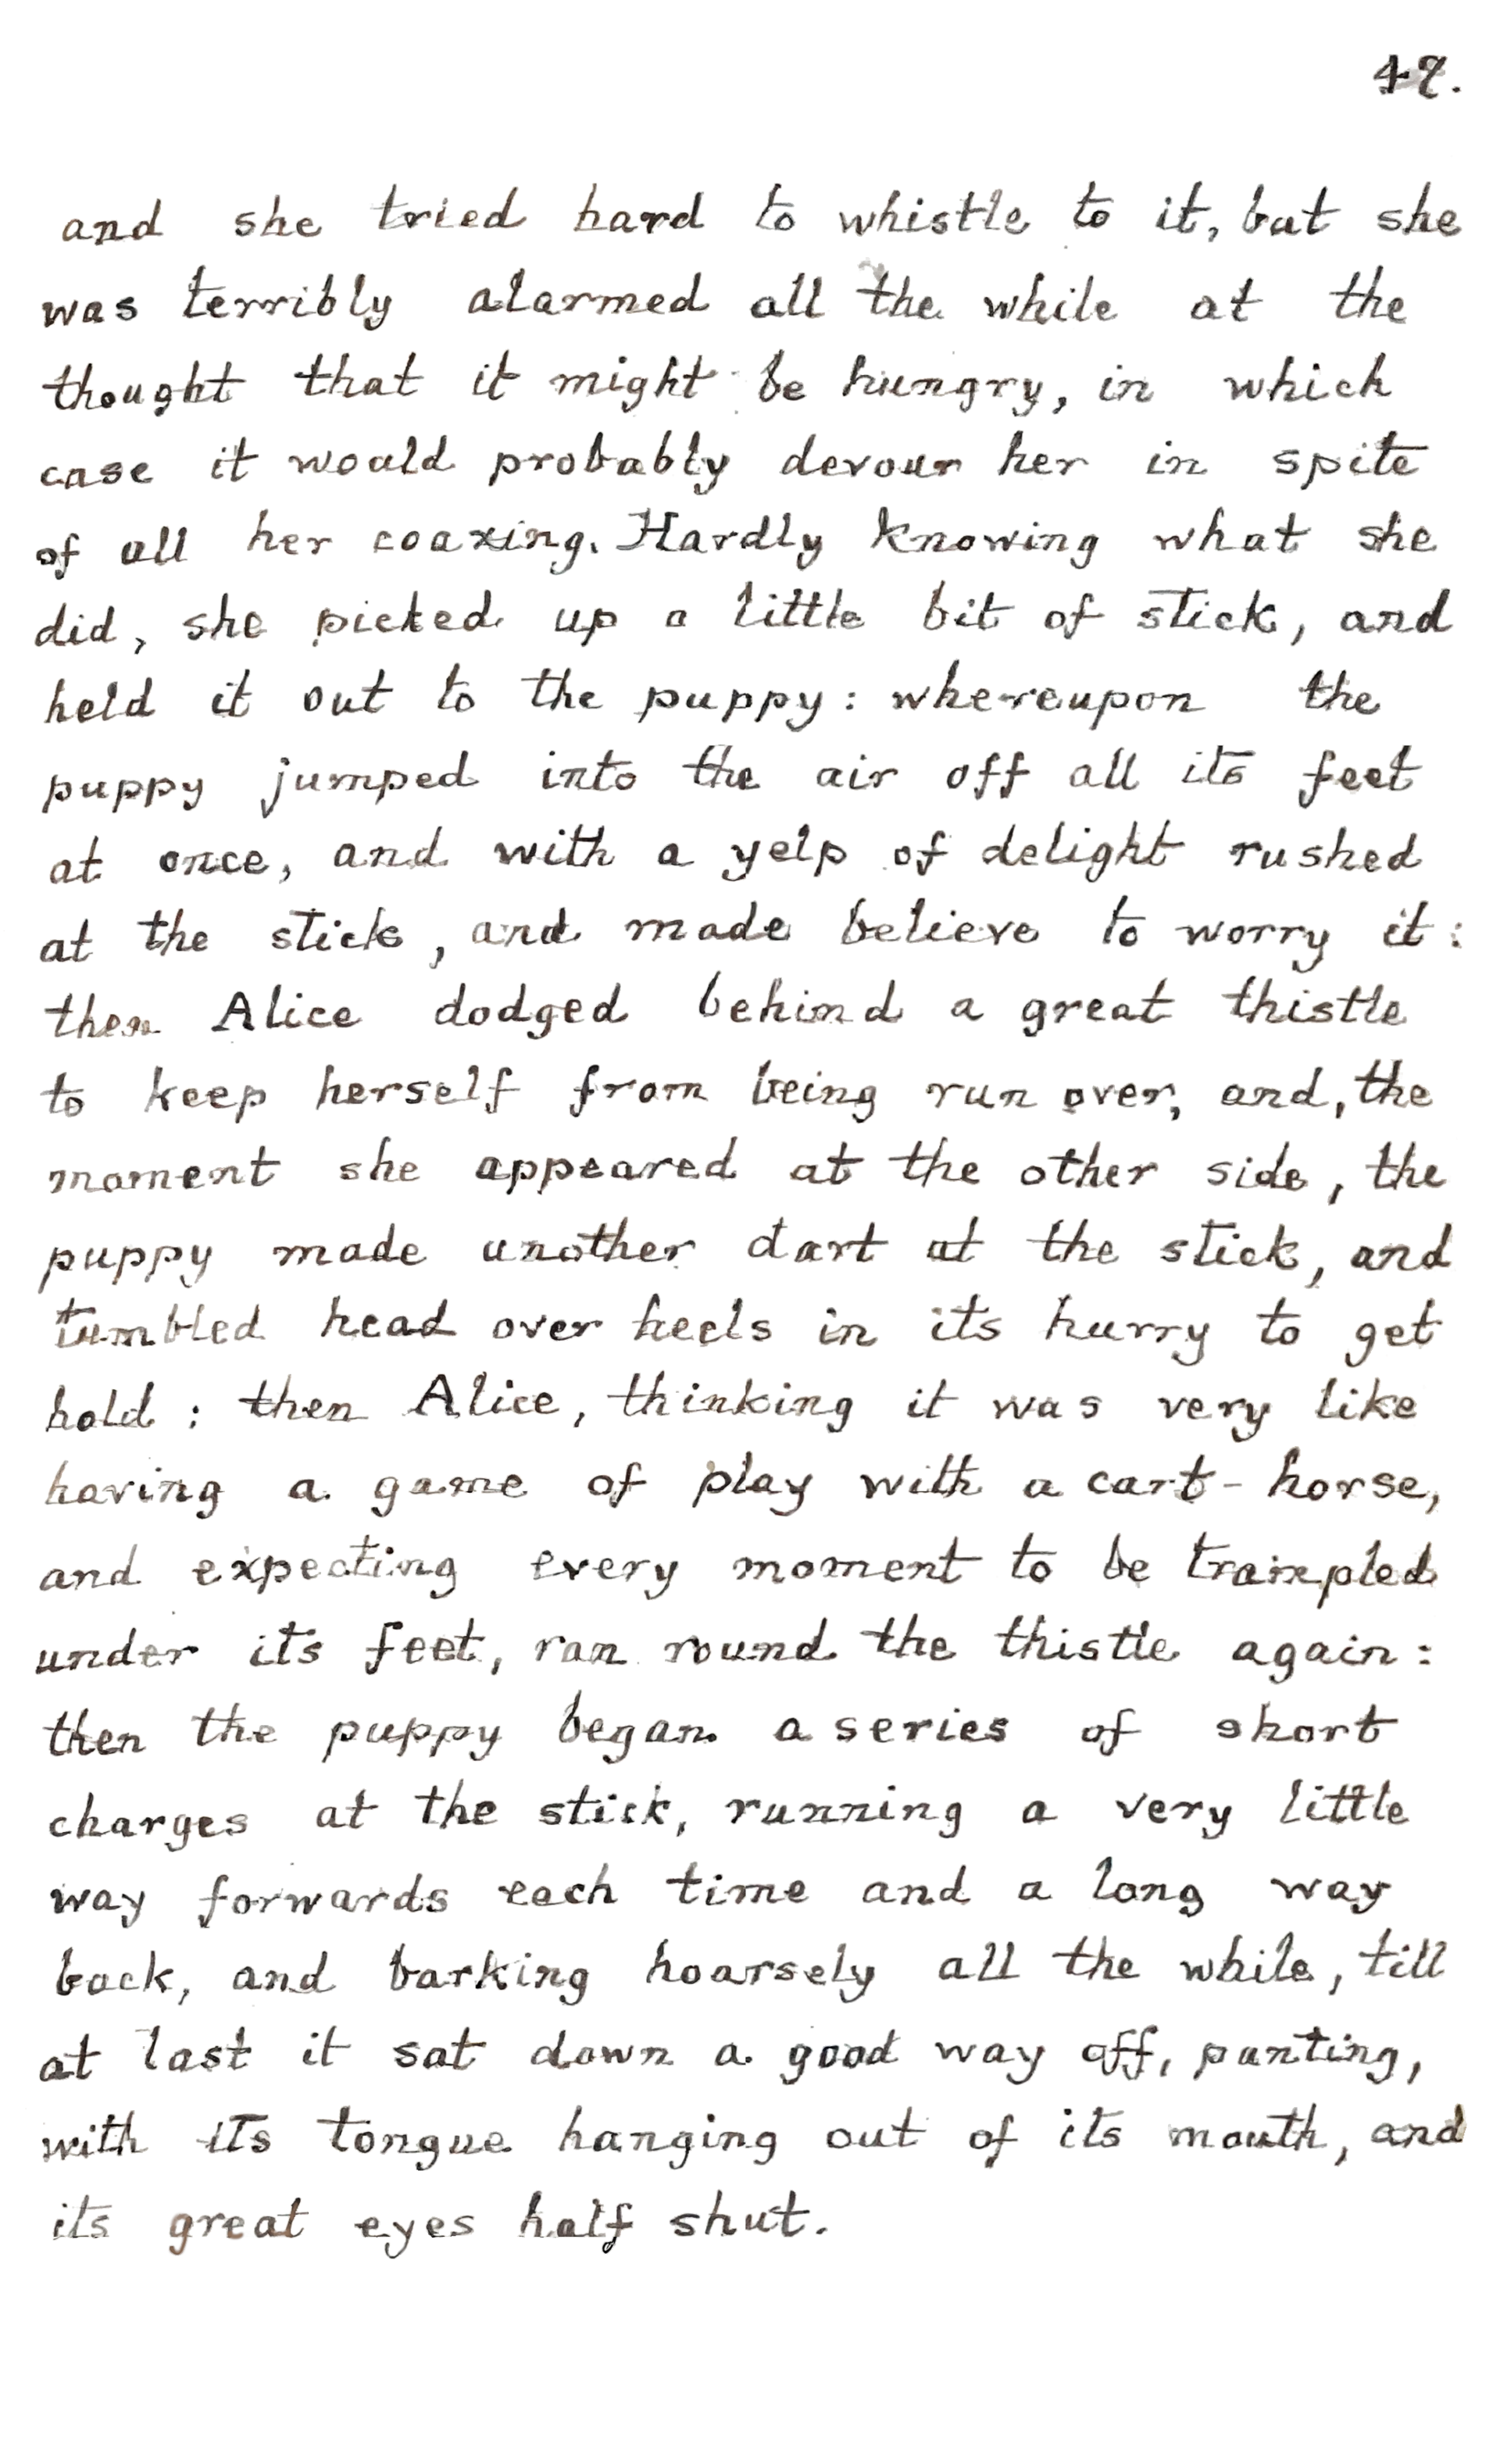 47.
and she tried hard to whistle to it, but she
was terribly alarmed all the while at the
thought that it might be hungry, in which
case it would probably devour her in spite
of all her coaxing. Hardly knowing what she
did, she picked up a little bit of stick, and
held it out to the puppy: whereupon the
puppy jumped into the air off all its feet
at once, and with a yelp of delight rushed
at the stick, and made believe to worry it:
then Alice dodged behind a great thistle
to keep herself from being run over, and, the
moment she appeared at the other side, the
puppy made another dart at the stick, and
tumbled head over heels in its hurry to get
hold: then Alice, thinking it was very like
having a game of play with a cart-horse,
and expecting every moment to be trampled
under its feet, ran round the thistle again:
then the puppy began a series of short
charges at the stick, running a very little
way forwards each time and a long way
back, and barking hoarsely all the while, till
at last it sat down a good way off, panting,
with its tongue hanging out of its mouth, and
its great eyes half shut.